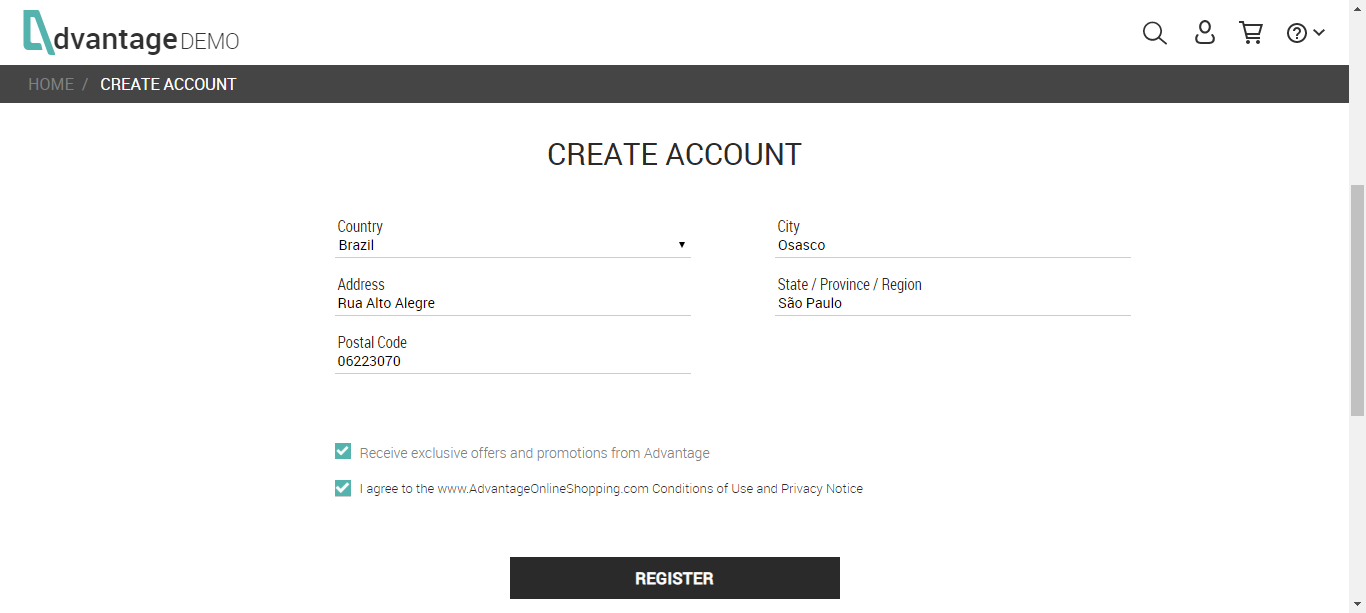 dvantage DEMO
HOME / CREATE ACCOUNT
CREATE ACCOUNT
Country
Brazil
City
Osasco
Address
Rua Alto Alegre
State / Province / Region
São Paulo
Postal Code
06223070
Receive exclusive offers and promotions from Advantage
I agree to the www.AdvantageOnlineShopping.com Conditions of Use and Privacy Notice
REGISTER